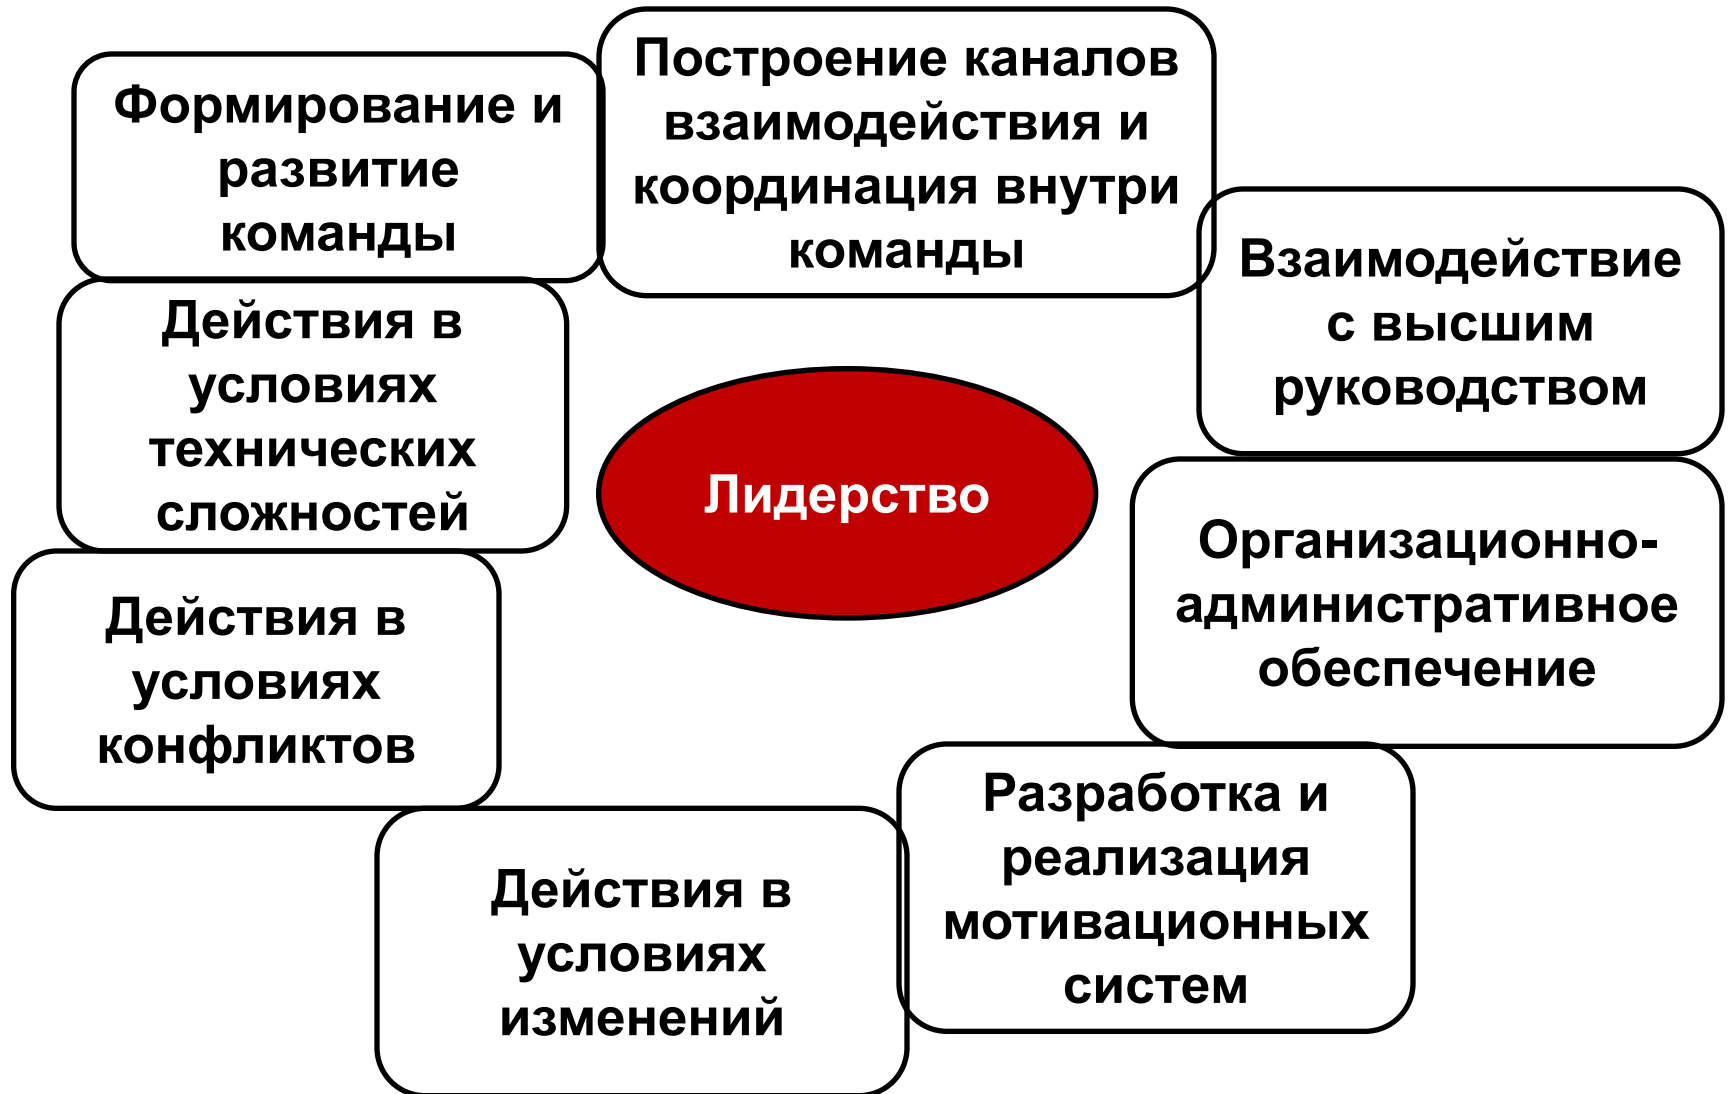 Формирование и
развитие
команды
Построение каналов
взаимодействия и
координация внутри
команды
Взаимодействие
с высшим
руководством
Действия в
условиях
технических
сложностей
Лидерство
Организационно-
административное
обеспечение
Действия в
условиях
конфликтов
Разработка и
реализация
мотивационных
систем
Действия в
условиях
изменений